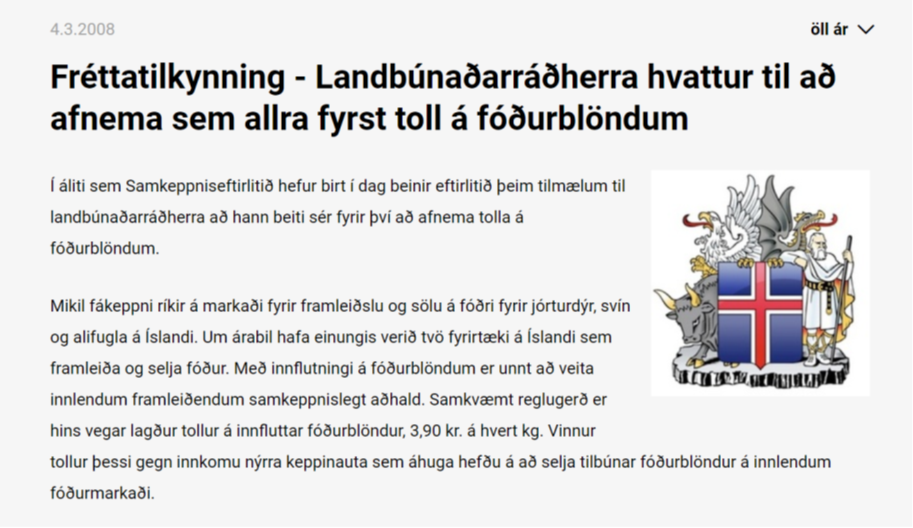 4.3.2008
öll ár
Fréttatilkynning - Landbúnaðarráðherra hvattur til að
afnema sem allra fyrst toll á fóðurblöndum
Í áliti sem Samkeppniseftirlitið hefur birt í dag beinir eftirlitið þeim tilmælum til
landbúnaðarráðherra að hann beiti sér fyrir því að afnema tolla á
fóðurblöndum.
Mikil fákeppni ríkir á markaði fyrir framleiðslu og sölu á fóðri fyrir jórturdýr, svín
og alifugla á Íslandi. Um árabil hafa einungis verið tvö fyrirtæki á Íslandi sem
framleiða og selja fóður. Með innflutningi á fóðurblöndum er unnt að veita
innlendum framleiðendum samkeppnislegt aðhald. Samkvæmt reglugerð er
hins vegar lagður tollur á innfluttar fóðurblöndur, 3,90 kr. á hvert kg. Vinnur
tollur þessi gegn innkomu nýrra keppinauta sem áhuga hefðu á að selja tilbúnar fóðurblöndur á innlendum
fóðurmarkaði.